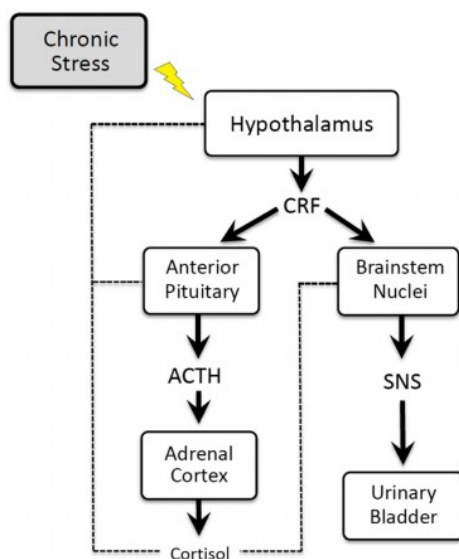 Chronic
Stress
Hypothalamus
CRF
Anterior
Pituitary
Brainstem
Nuclei
ACTH
SNS
Adrenal
Cortex
Urinary
Bladder
Cortisol